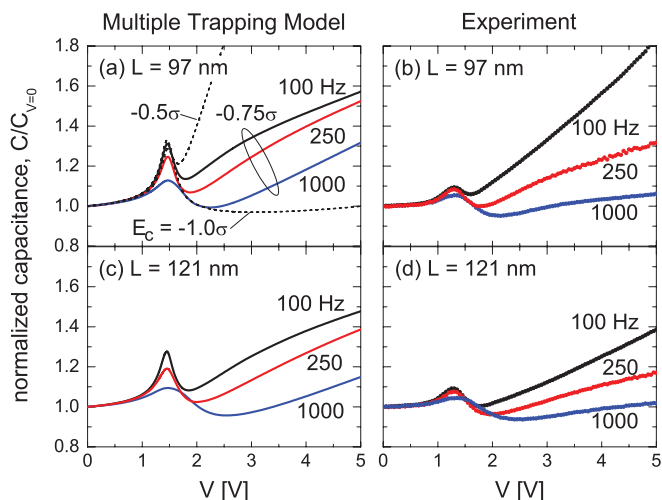 Multiple Trapping Model
Experiment
normalized capacitance, C/C_{V=0}
1.8
1.6
1.4
1.2
1.0
0.8
(a) L = 97 nm
-0.5σ
-0.75σ
100 Hz
250
1000
E_c = -1.0σ
(b) L = 97 nm
100 Hz
250
1000
1.6
1.4
1.2
1.0
0.8
(c) L = 121 nm
100 Hz
250
1000
(d) L = 121 nm
100 Hz
250
1000
0 1 2 3 4 5
0 1 2 3 4 5
V [V]
V [V]